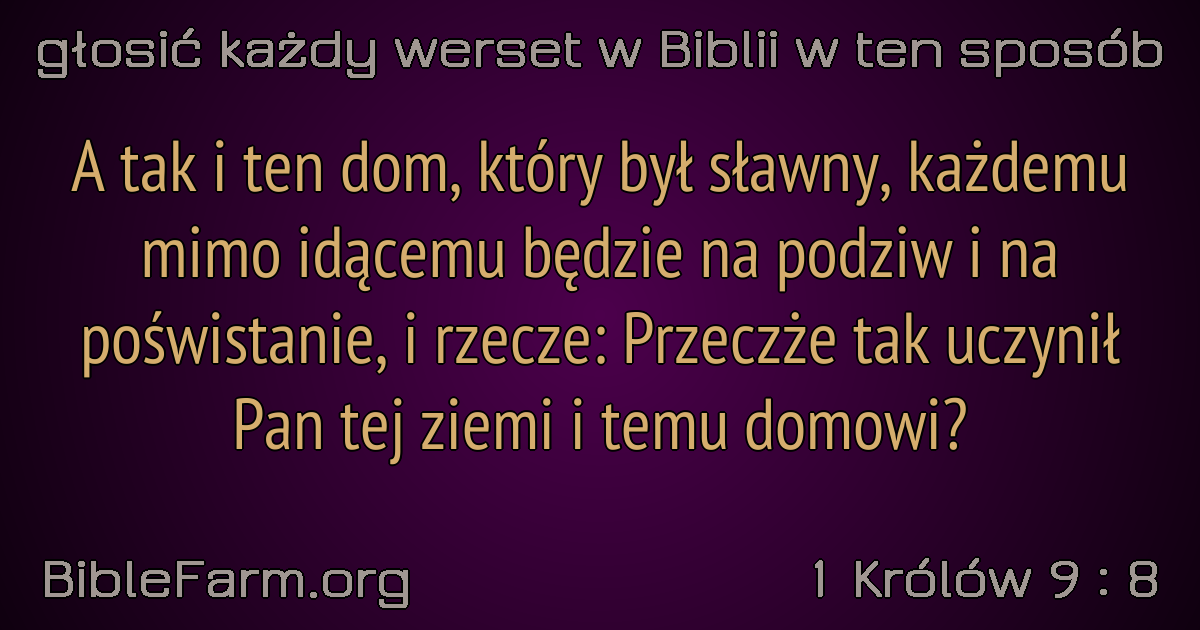 głosić każdy werset w Biblii w ten sposób
A tak i ten dom, który był sławny, każdemu
mimo idącemu będzie na podziw i na
poświstanie, i rzecze: Przeczże tak uczynił
Pan tej ziemi i temu domowi?
BibleFarm.org
1 Królów 9 : 8